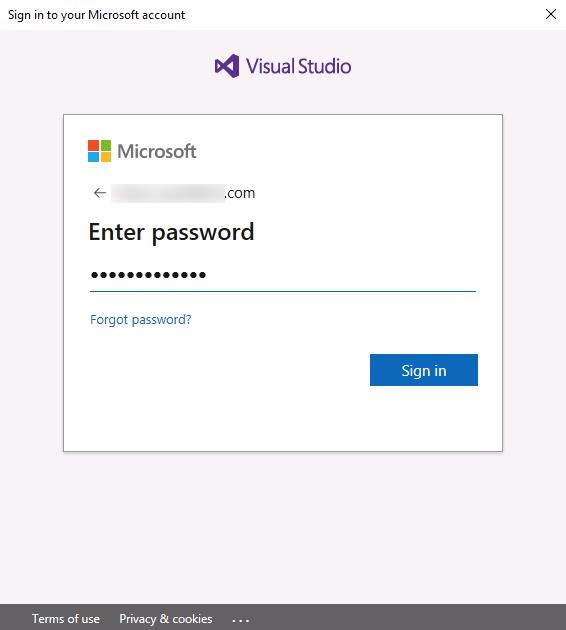 Sign in to your Microsoft account
Visual Studio
Microsoft
.com
Enter password
•••••••••••••
Forgot password?
Sign in
Terms of use Privacy & cookies ...